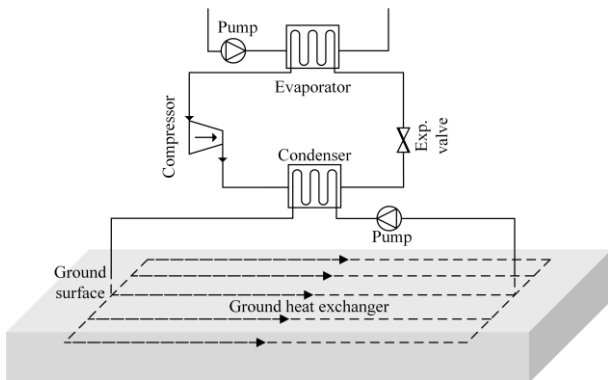 Pump
Evaporator
Compressor
Exp.
valve
Condenser
Pump
Ground
surface
Ground heat exchanger